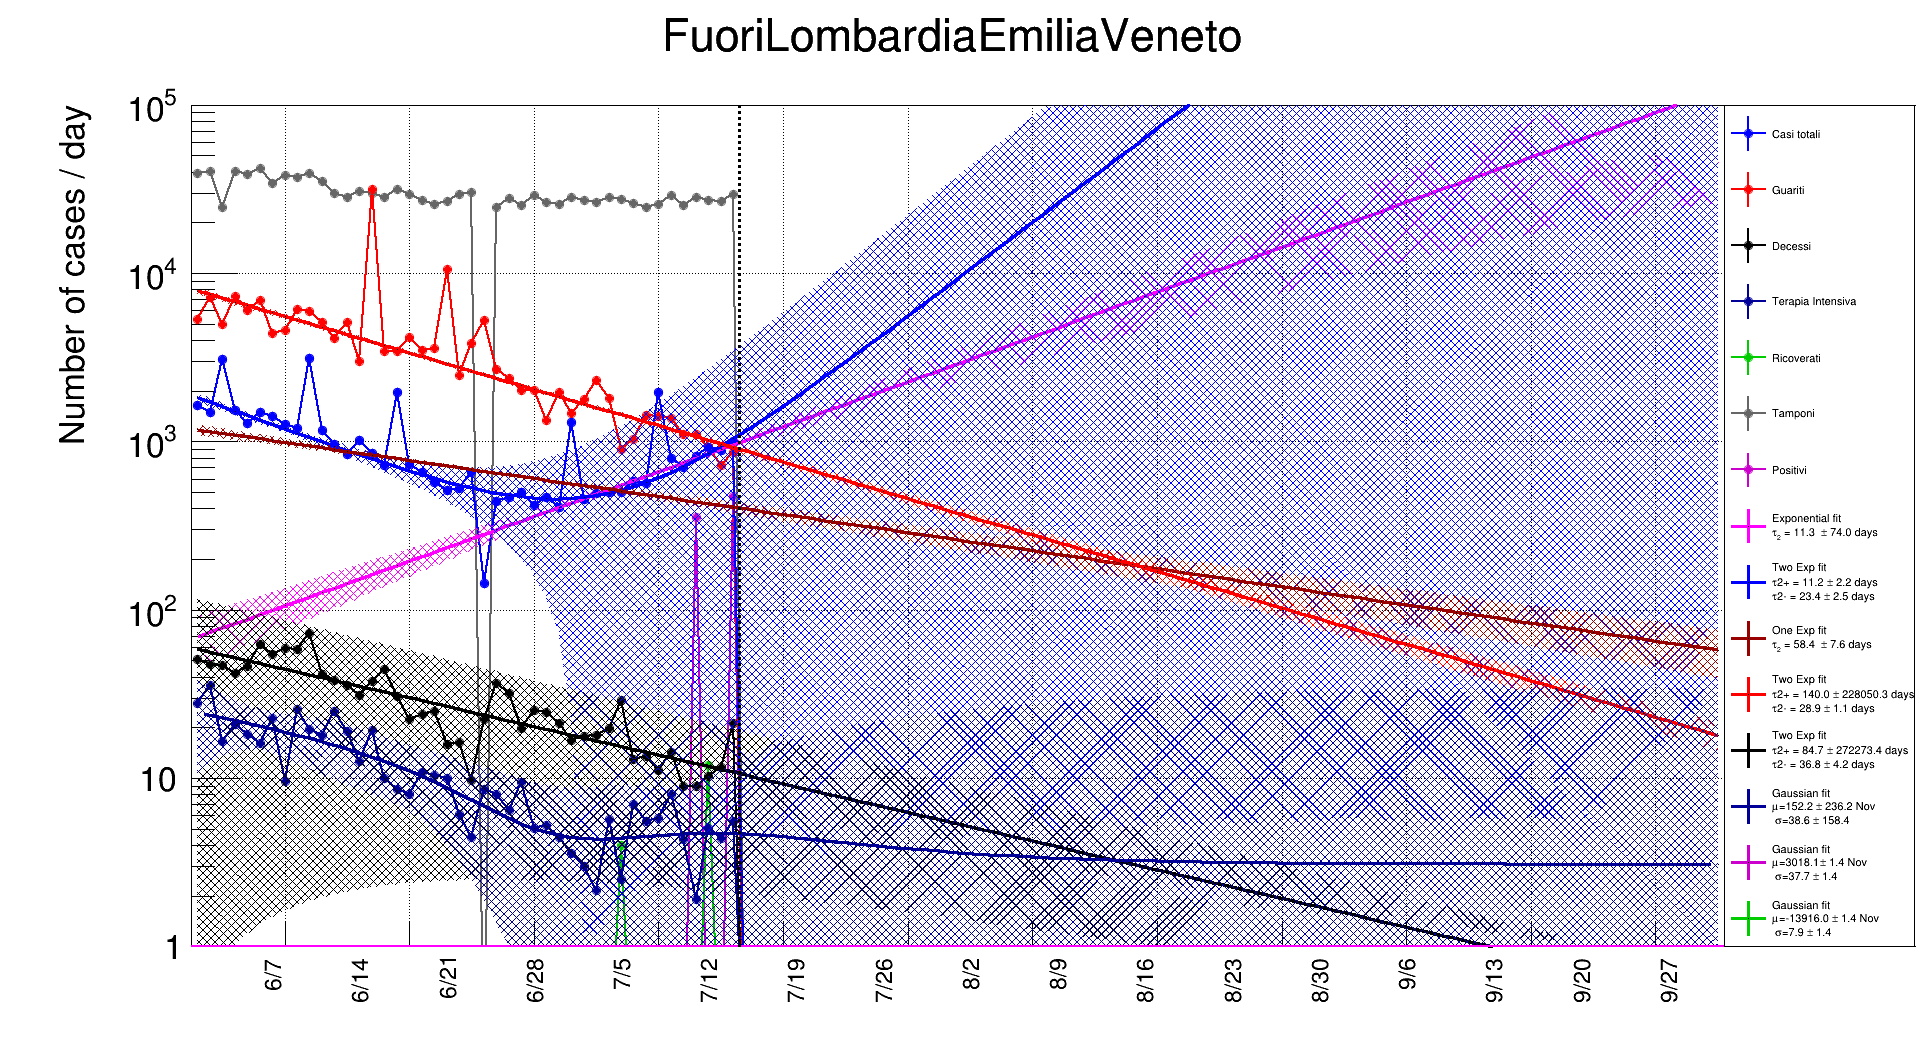 FuoriLombardiaEmiliaVeneto
Number of cases / day
10^5
10^4
10^3
10^2
10
1
6/7
6/14
6/21
6/28
7/5
7/12
7/19
7/26
8/2
8/9
8/16
8/23
8/30
9/6
9/13
9/20
9/27
Casi totali
Guariti
Decessi
Terapia Intensiva
Ricoverati
Tamponi
Positivi
Exponential fit
τ₂ = 11.3 ± 74.0 days
Two Exp fit
τ2+ = 11.2 ± 2.2 days
τ2- = 23.4 ± 2.5 days
One Exp fit
τ₂ = 58.4 ± 7.6 days
Two Exp fit
τ2+ = 140.0 ± 228050.3 days
τ2- = 28.9 ± 1.1 days
Two Exp fit
τ2+ = 84.7 ± 272273.4 days
τ2- = 36.8 ± 4.2 days
Gaussian fit
μ=152.2 ± 236.2 Nov
σ=38.6 ± 158.4
Gaussian fit
μ=3018.1 ± 1.4 Nov
σ=37.7 ± 1.4
Gaussian fit
μ=-13916.0 ± 1.4 Nov
σ=7.9 ± 1.4